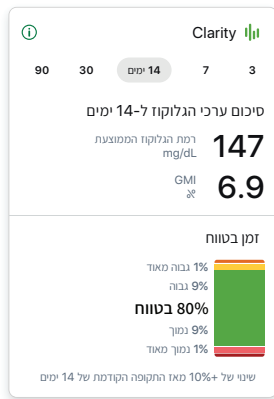 Clarity
3 7 14 ימים 30 90
סיכום ערכי הגלוקוז ל-14 ימים
147 רמת הגלוקוז הממוצעת
mg/dL
6.9 GMI
%
זמן בטווח
1% גבוה מאוד
9% גבוה
80% בטווח
9% נמוך
1% נמוך מאוד
שינוי של +10% מאז התקופה הקודמת של 14 ימים